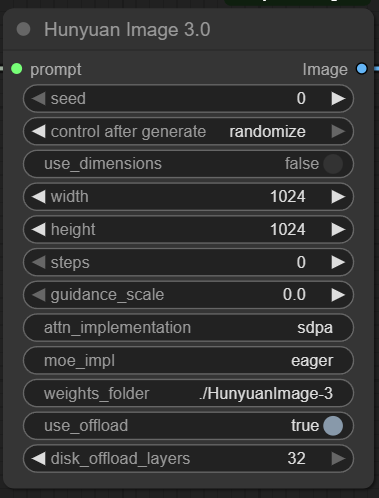 Hunyuan Image 3.0
prompt Image
seed 0
control after generate randomize
use_dimensions false
width 1024
height 1024
steps 0
guidance_scale 0.0
attn_implementation sdpa
moe_impl eager
weights_folder ./HunyuanImage-3
use_offload true
disk_offload_layers 32